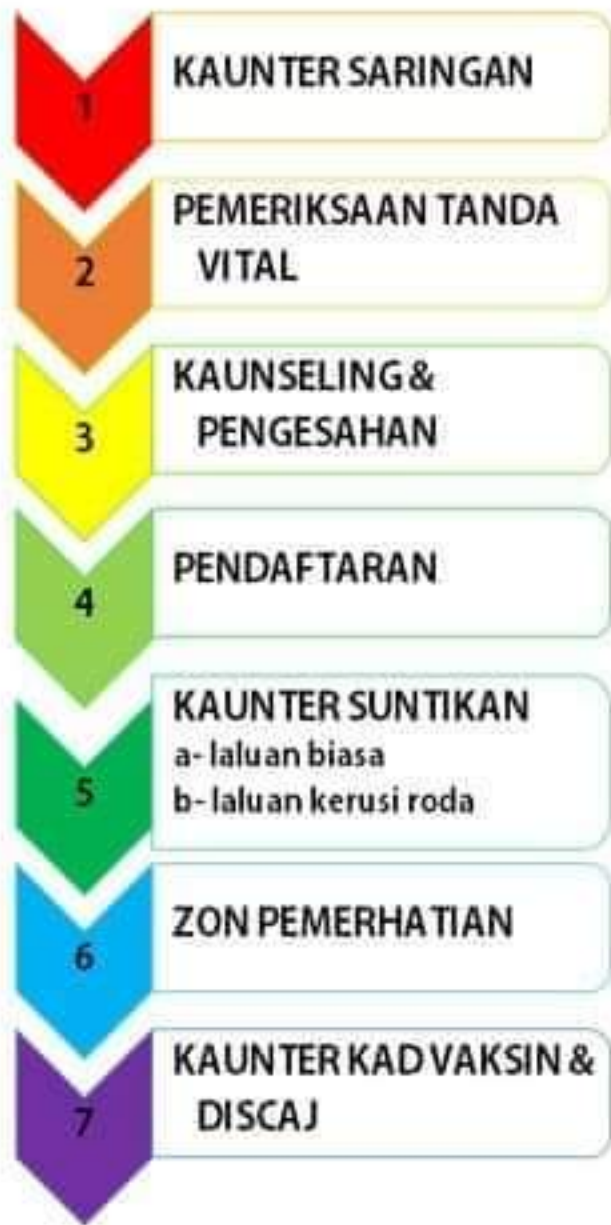 1
KAUNTER SARINGAN
2
PEMERIKSAAN TANDA
VITAL
3
KAUNSELING &
PENGESAHAN
4
PENDAFTARAN
5
KAUNTER SUNTIKAN
a- laluan biasa
b- laluan kerusi roda
6
ZON PEMERHATIAN
7
KAUNTER KAD VAKSIN &
DISCAJ